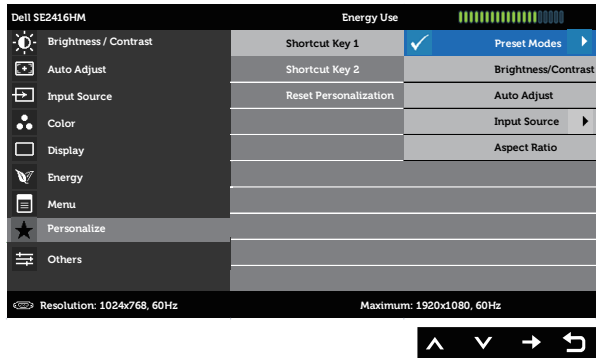 Dell SE2416HM Energy Use
Brightness / Contrast
Auto Adjust
Input Source
Color
Display
Energy
Menu
Personalize
Others
Shortcut Key 1
Shortcut Key 2
Reset Personalization
Preset Modes
Brightness/Contrast
Auto Adjust
Input Source
Aspect Ratio
Resolution: 1024x768, 60Hz Maximum: 1920x1080, 60Hz